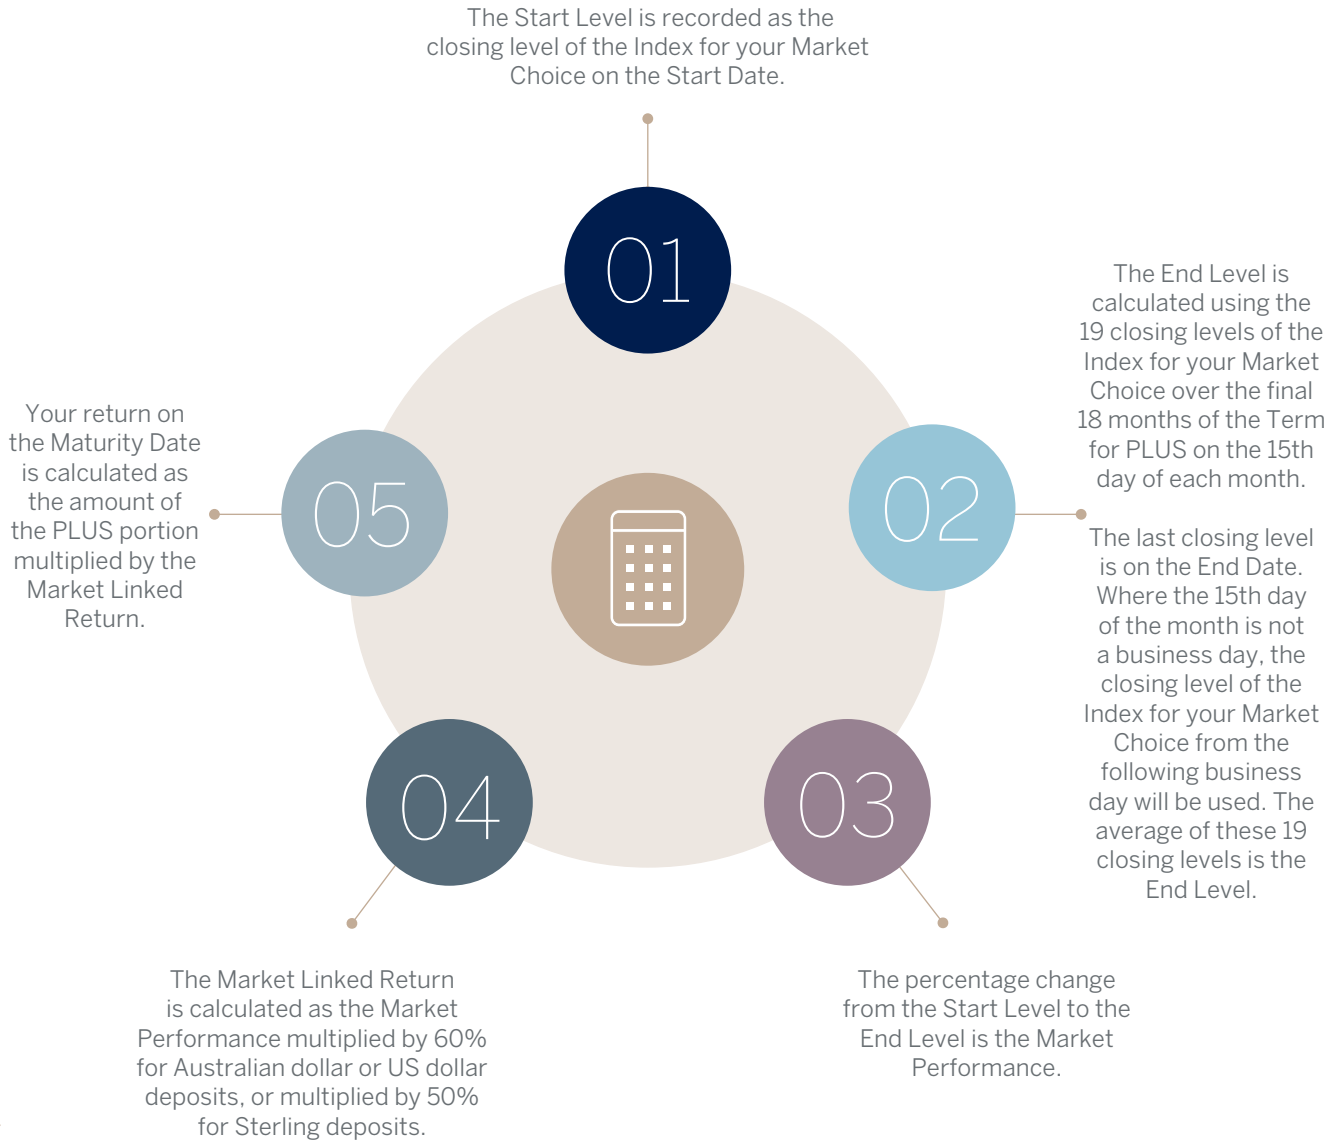 The Start Level is recorded as the
closing level of the Index for your Market
Choice on the Start Date.
01
The End Level is
calculated using the
19 closing levels of the
Index for your Market
Choice over the final
18 months of the Term
for PLUS on the 15th
day of each month.
The last closing level
is on the End Date.
Where the 15th day
of the month is not
a business day, the
closing level of the
Index for your Market
Choice from the
following business
day will be used. The
average of these 19
closing levels is the
End Level.
02
03
The percentage change
from the Start Level to the
End Level is the Market
Performance.
04
The Market Linked Return
is calculated as the Market
Performance multiplied by 60%
for Australian dollar or US dollar
deposits, or multiplied by 50%
for Sterling deposits.
05
Your return on
the Maturity Date
is calculated as
the amount of
the PLUS portion
multiplied by the
Market Linked
Return.